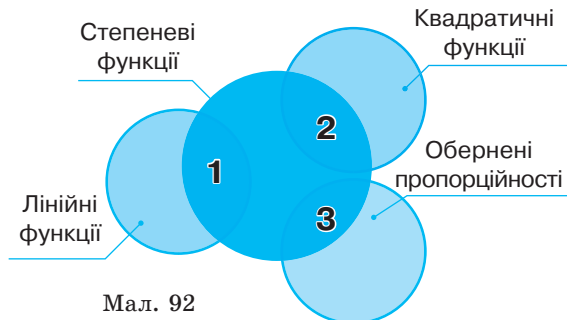 Степеневі
функції
Квадратичні
функції
1
2
3
Обернені
пропорційності
Лінійні
функції
Мал. 92